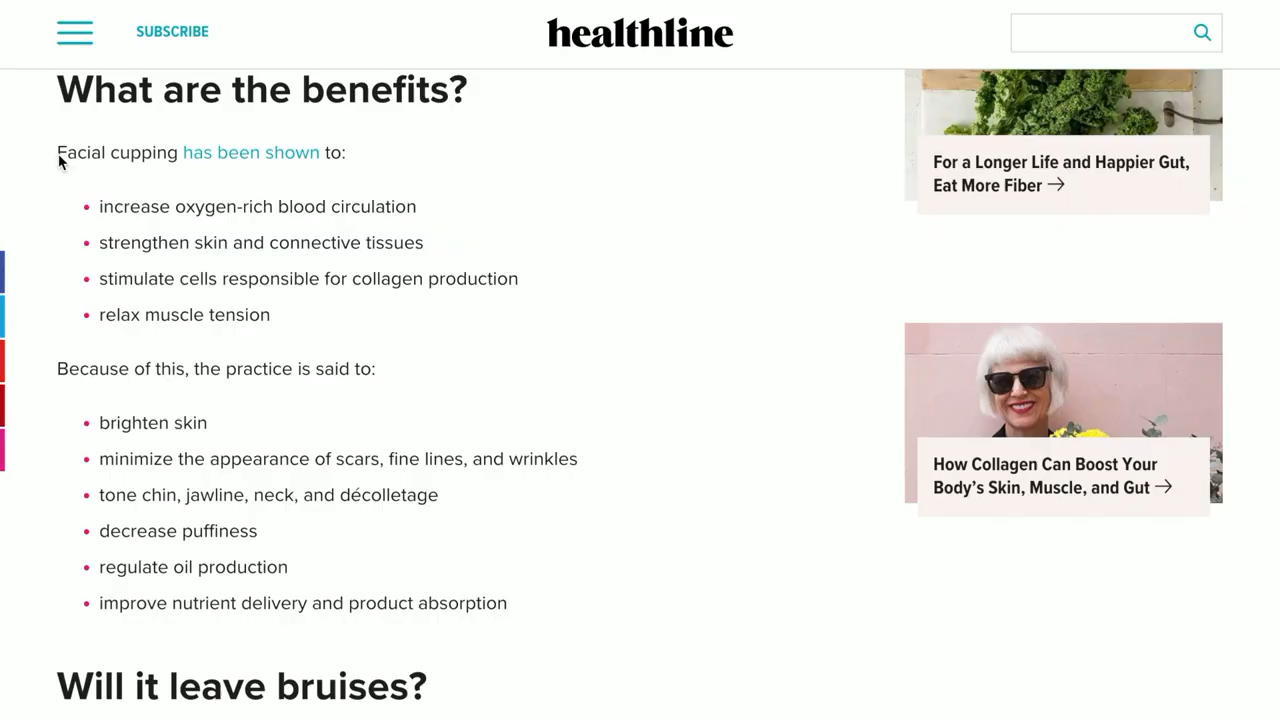 SUBSCRIBE
healthline
What are the benefits?
Facial cupping has been shown to:
• increase oxygen-rich blood circulation
• strengthen skin and connective tissues
• stimulate cells responsible for collagen production
• relax muscle tension
Because of this, the practice is said to:
• brighten skin
• minimize the appearance of scars, fine lines, and wrinkles
• tone chin, jawline, neck, and décolletage
• decrease puffiness
• regulate oil production
• improve nutrient delivery and product absorption
Will it leave bruises?
For a Longer Life and Happier Gut,
Eat More Fiber →
How Collagen Can Boost Your
Body’s Skin, Muscle, and Gut →